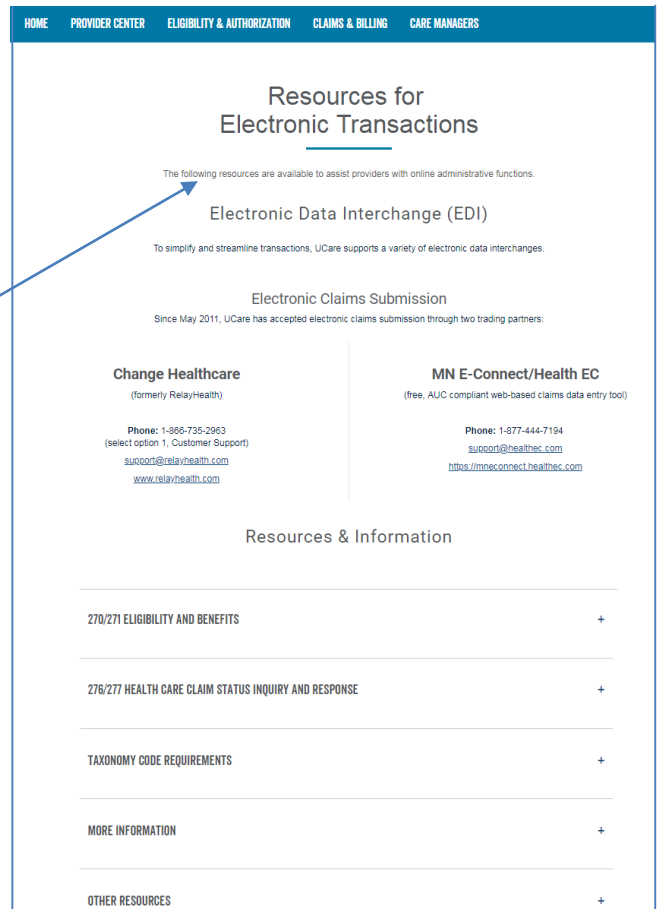 HOME PROVIDER CENTER ELIGIBILITY & AUTHORIZATION CLAIMS & BILLING CARE MANAGERS
Resources for
Electronic Transactions
The following resources are available to assist providers with online administrative functions.
Electronic Data Interchange (EDI)
To simplify and streamline transactions, UCare supports a variety of electronic data interchanges.
Electronic Claims Submission
Since May 2011, UCare has accepted electronic claims submission through two trading partners:
Change Healthcare
(formerly RelayHealth)
Phone: 1-866-735-2963
(select option 1, Customer Support)
support@relayhealth.com
www.relayhealth.com
MN E-Connect/Health EC
(free, AUC compliant web-based claims data entry tool)
Phone: 1-877-444-7194
support@healthec.com
https://mneconnect.healthec.com
Resources & Information
270/271 ELIGIBILITY AND BENEFITS +
276/277 HEALTH CARE CLAIM STATUS INQUIRY AND RESPONSE +
TAXONOMY CODE REQUIREMENTS +
MORE INFORMATION +
OTHER RESOURCES +